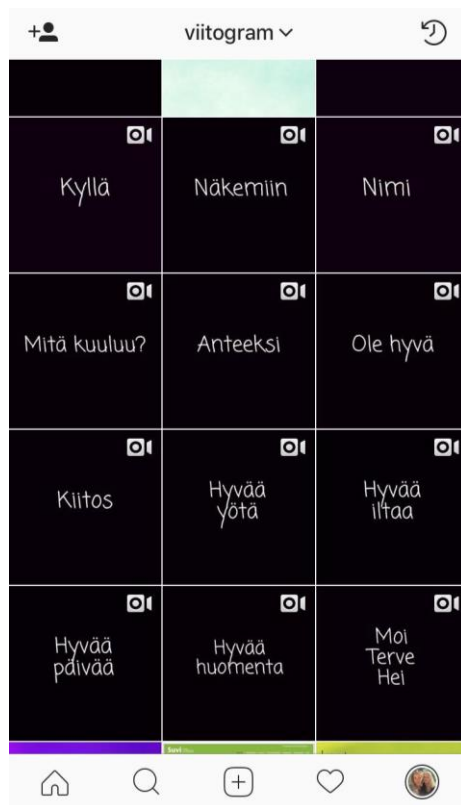 viitogram
Kyllä
Näkemiin
Nimi
Mitä kuuluu?
Anteeksi
Ole hyvä
Kiitos
Hyvää
yötä
Hyvää
iltaa
Hyvää
päivää
Hyvää
huomenta
Moi
Terve
Hei
Suvi